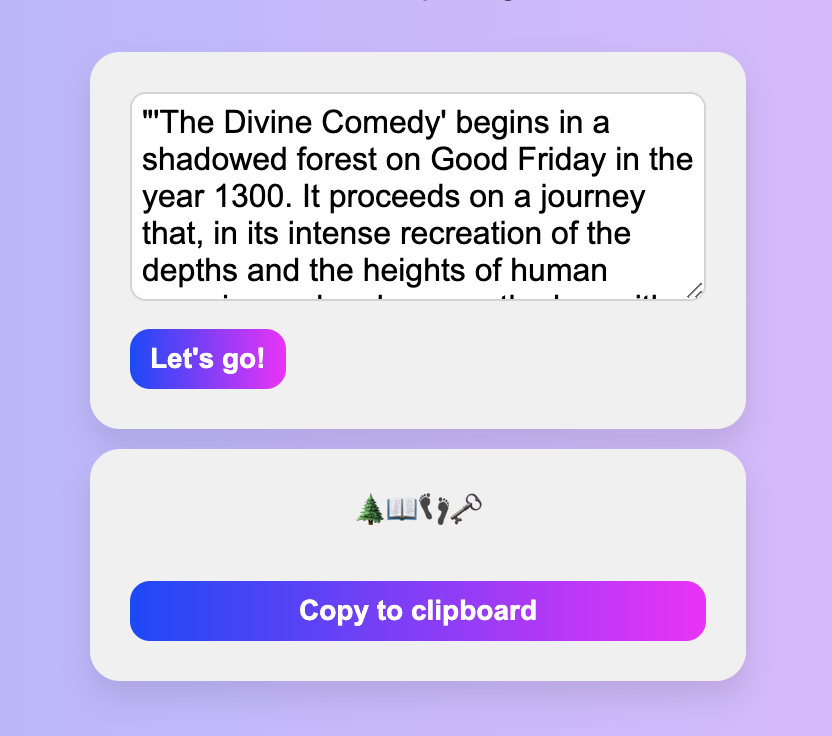 "'The Divine Comedy' begins in a
shadowed forest on Good Friday in the
year 1300. It proceeds on a journey
that, in its intense recreation of the
depths and the heights of human
Let's go!
🌲📖👣🗝️
Copy to clipboard